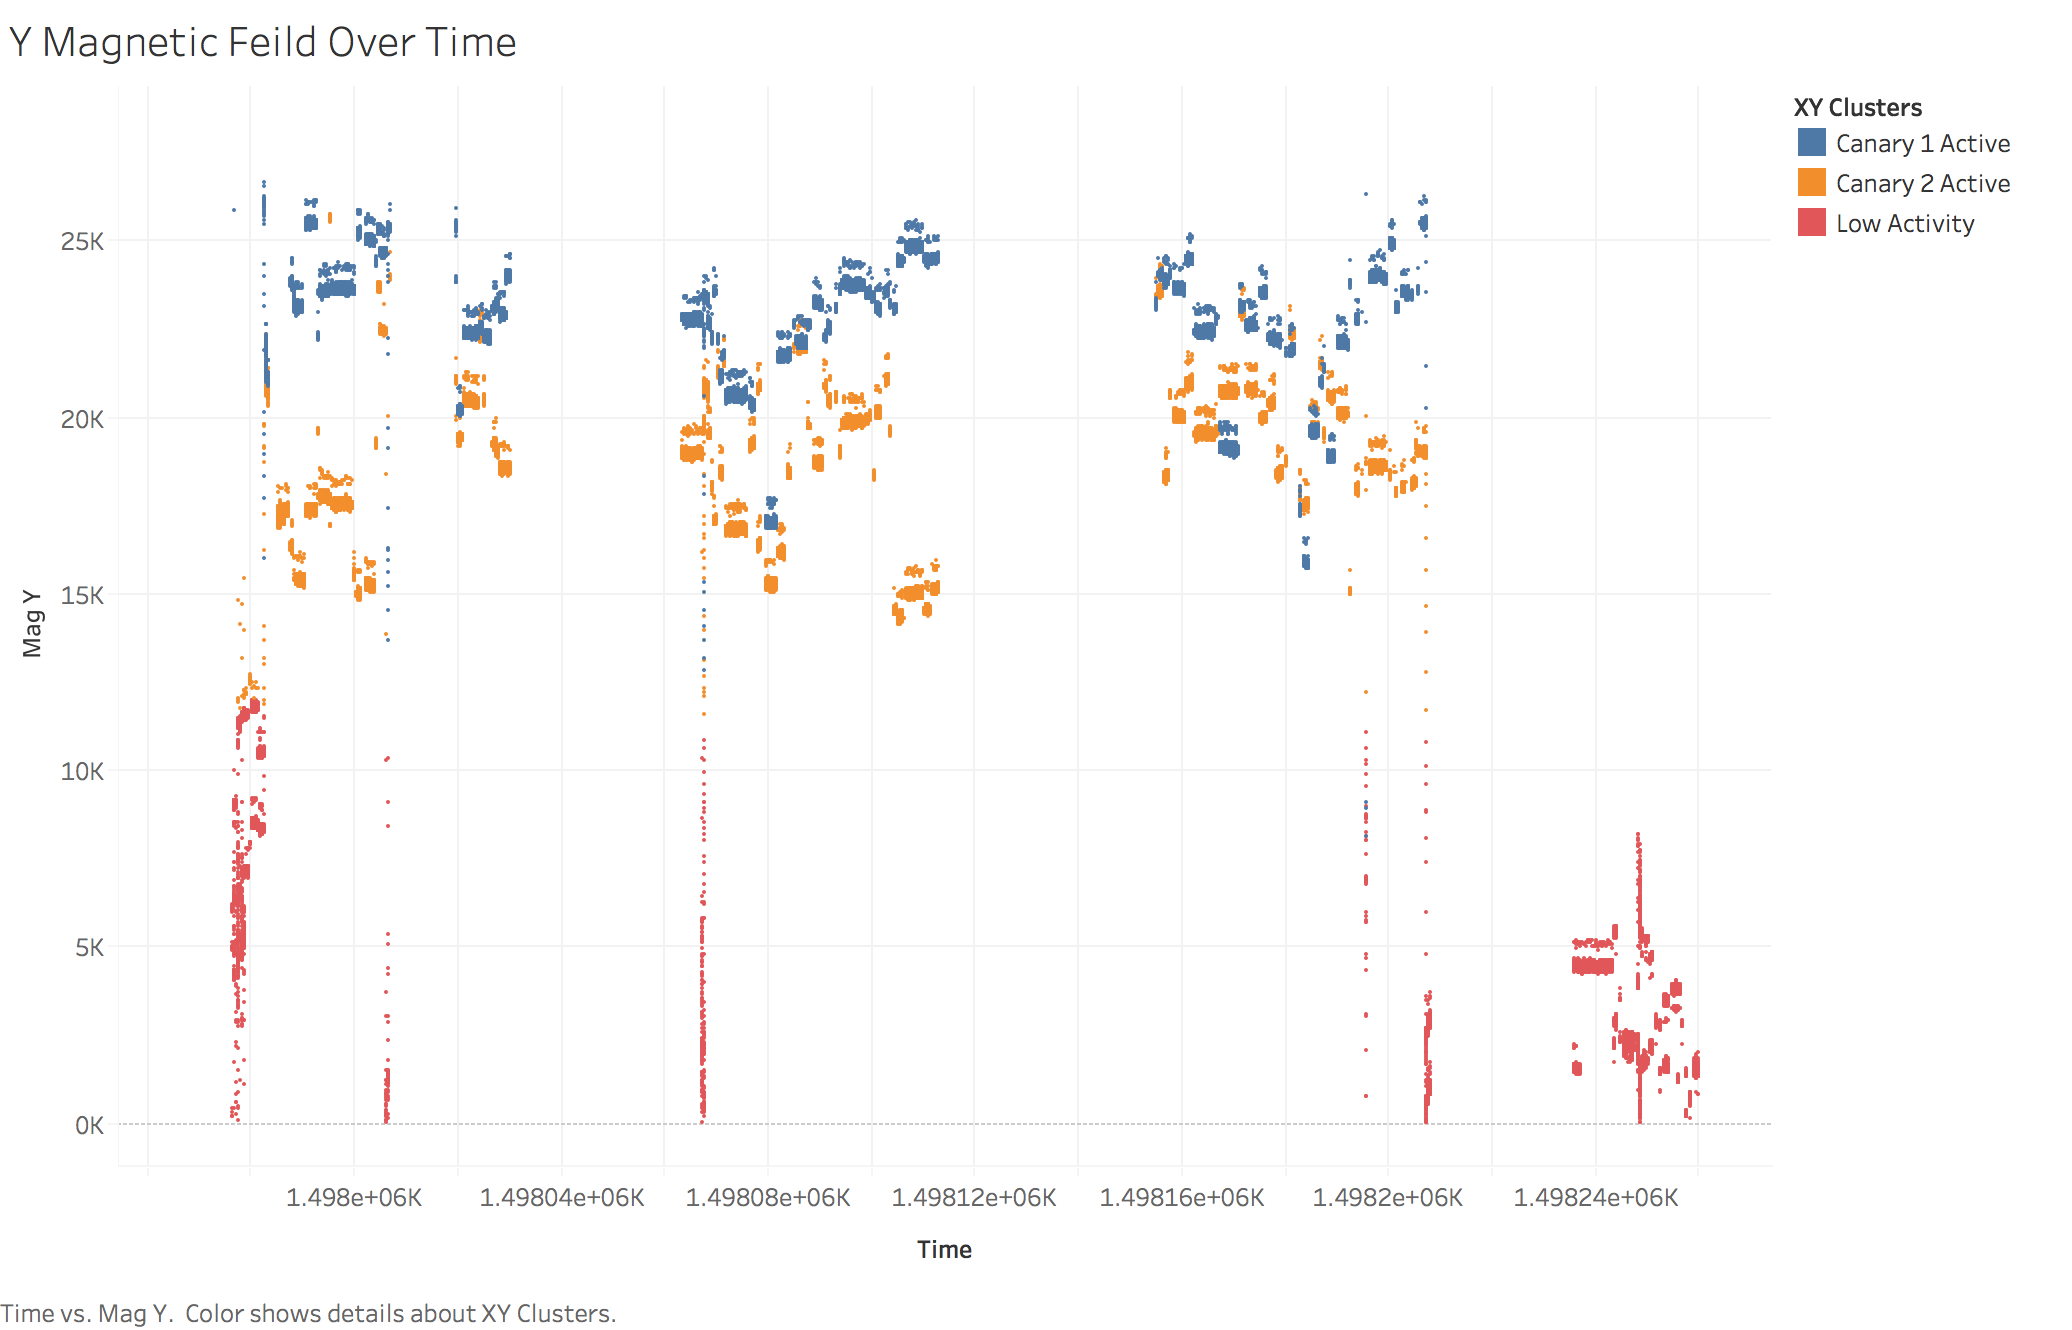 Y Magnetic Feild Over Time
XY Clusters
Canary 1 Active
Canary 2 Active
Low Activity
25K
20K
15K
10K
5K
0K
Mag Y
1.498e+06K 1.49804e+06K 1.49808e+06K 1.49812e+06K 1.49816e+06K 1.4982e+06K 1.49824e+06K
Time
Time vs. Mag Y. Color shows details about XY Clusters.